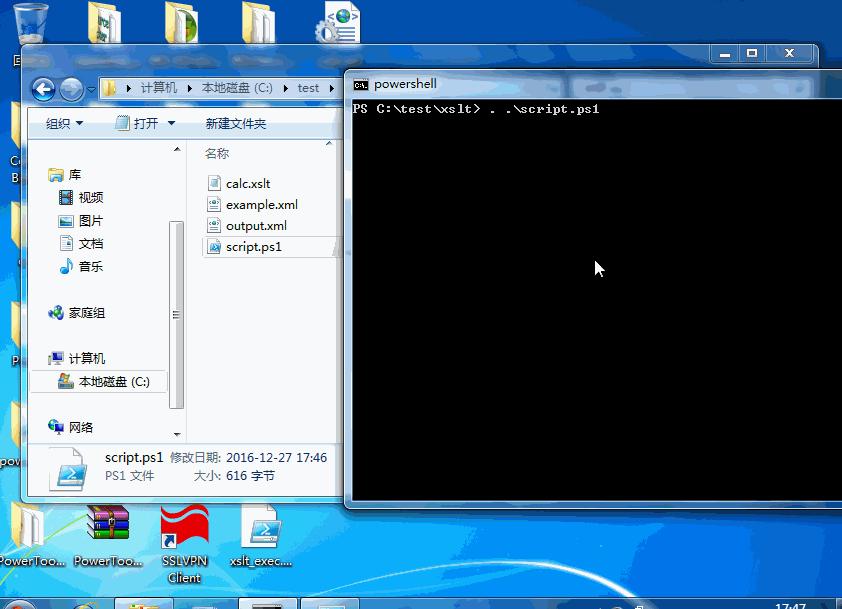 计算机 本地磁盘 (C:) test
powershell
PS C:\test\xslt> . .\script.ps1
组织 打开 新建文件夹
名称
库
视频
图片
文档
音乐
家庭组
计算机
本地磁盘 (C:)
网络
calc.xslt
example.xml
output.xml
script.ps1
script.ps1 修改日期: 2016-12-27 17:46
PS1 文件 大小: 616 字节
PowerToo... PowerToo... SSLVPN Client xslt_exec....
17:47